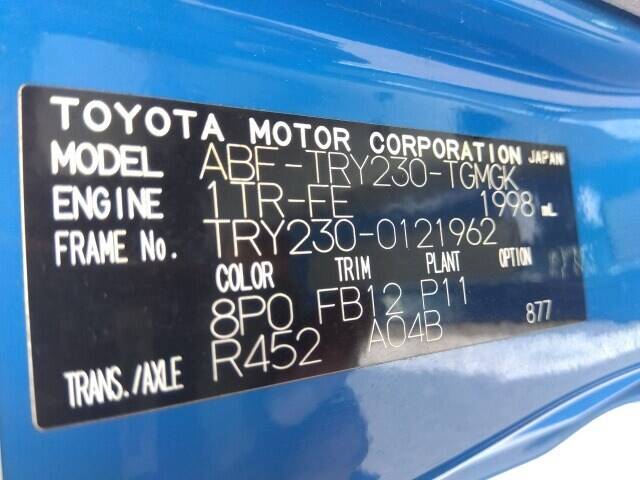 TOYOTA MOTOR CORPORATION JAPAN
MODEL ABF-TRY230-TGMGK
ENGINE 1TR-FE 1998 mL
FRAME No. TRY230-0121962
COLOR TRIM PLANT OPTION
8P0 FB12 P11
TRANS./AXLE R452 A04B 877